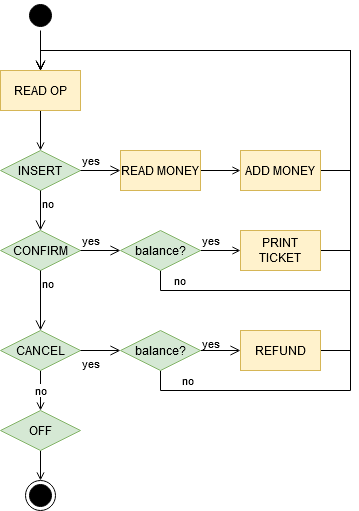 READ OP
INSERT
yes
READ MONEY
ADD MONEY
no
CONFIRM
yes
balance?
yes
PRINT
TICKET
no
no
CANCEL
yes
balance?
yes
REFUND
no
no
OFF